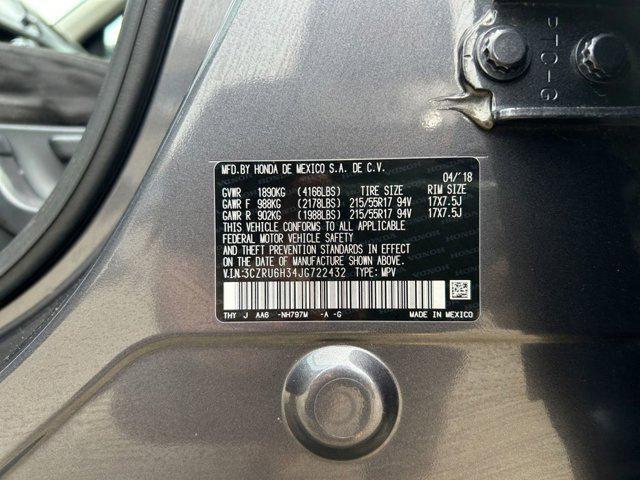 PTC-G
MFD.BY HONDA DE MEXICO S.A. DE C.V.
04/'18
GVWR 1890KG (4166LBS) TIRE SIZE RIM SIZE
GAWR F 988KG (2178LBS) 215/55R17 94V 17X7.5J
GAWR R 902KG (1988LBS) 215/55R17 94V 17X7.5J
THIS VEHICLE CONFORMS TO ALL APPLICABLE
FEDERAL MOTOR VEHICLE SAFETY
AND THEFT PREVENTION STANDARDS IN EFFECT
ON THE DATE OF MANUFACTURE SHOWN ABOVE.
V.I.N:3CZRU6H34JG722432 TYPE: MPV
THY J AA6 -NH797M -A -G MADE IN MEXICO